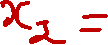 x₂ =